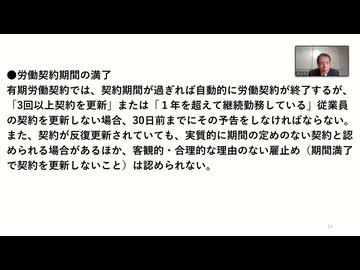 ●労働契約期間の満了
有期労働契約では、契約期間が過ぎれば自動的に労働契約が終了するが、
「3回以上契約を更新」または「１年を超えて継続勤務している」従業員
の契約を更新しない場合、30日前までにその予告をしなければならない。
また、契約が反復更新されていても、実質的に期間の定めのない契約と認
められる場合があるほか、客観的・合理的な理由のない雇止め（期間満了
で契約を更新しないこと）は認められない。